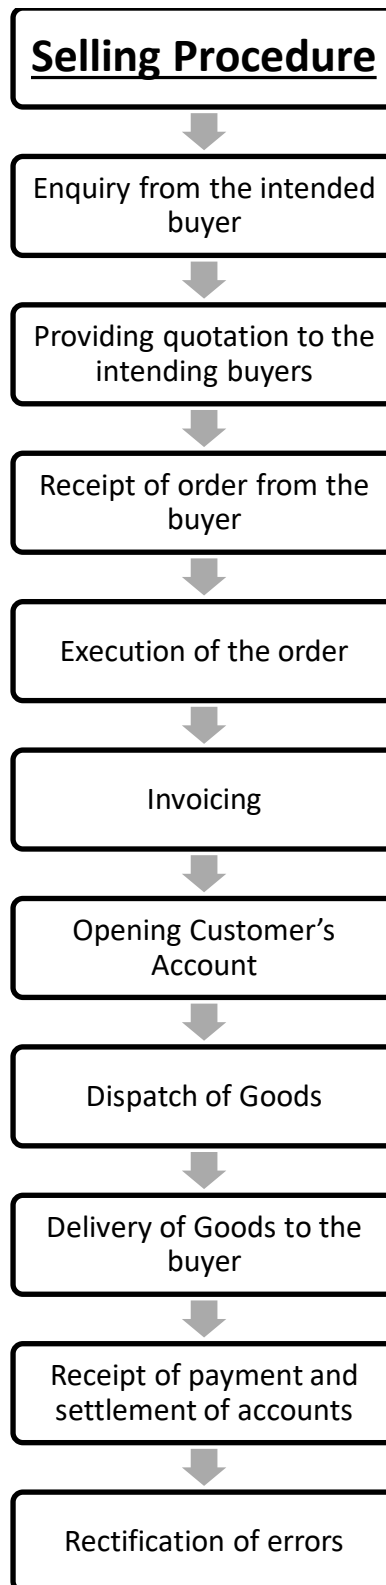 Selling Procedure
Enquiry from the intended
buyer
Providing quotation to the
intending buyers
Receipt of order from the
buyer
Execution of the order
Invoicing
Opening Customer’s
Account
Dispatch of Goods
Delivery of Goods to the
buyer
Receipt of payment and
settlement of accounts
Rectification of errors